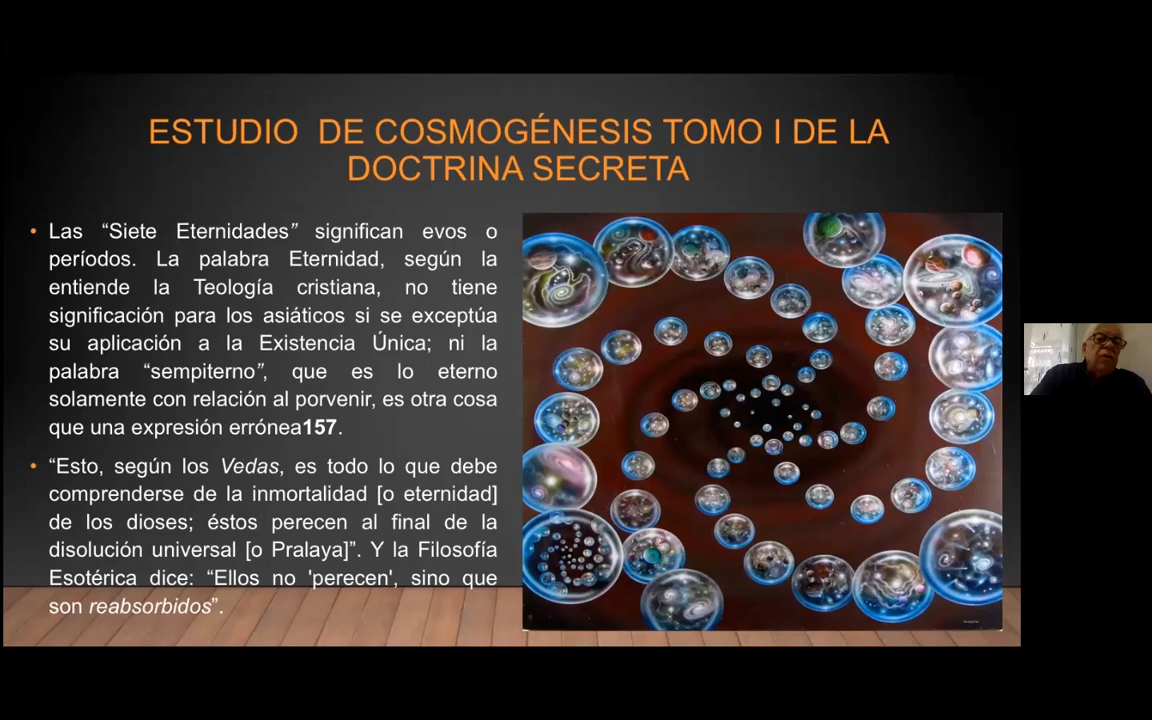 ESTUDIO DE COSMOGÉNESIS TOMO I DE LA
DOCTRINA SECRETA
• Las “Siete Eternidades” significan evos o
períodos. La palabra Eternidad, según la
entiende la Teología cristiana, no tiene
significación para los asiáticos si se exceptúa
su aplicación a la Existencia Única; ni la
palabra “sempiterno”, que es lo eterno
solamente con relación al porvenir, es otra cosa
que una expresión errónea157.
• “Esto, según los Vedas, es todo lo que debe
comprenderse de la inmortalidad [o eternidad]
de los dioses; éstos perecen al final de la
disolución universal [o Pralaya]”. Y la Filosofía
Esotérica dice: “Ellos no 'perecen', sino que
son reabsorbidos”.